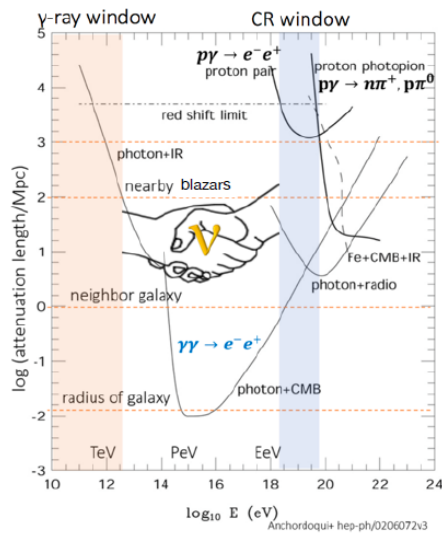 γ-ray window
CR window
pγ → e⁻e⁺
proton pair
proton photopion
pγ → nπ⁺, pπ⁰
red shift limit
photon+IR
nearby blazars
ν
Fe+CMB+IR
photon+radio
neighbor galaxy
γγ → e⁻e⁺
photon+CMB
radius of galaxy
TeV
PeV
EeV
log (attenuation length/Mpc)
5
4
3
2
1
0
-1
-2
-3
10
12
14
16
18
20
22
24
log₁₀ E (eV)
Anchordoqui+ hep-ph/0206072v3